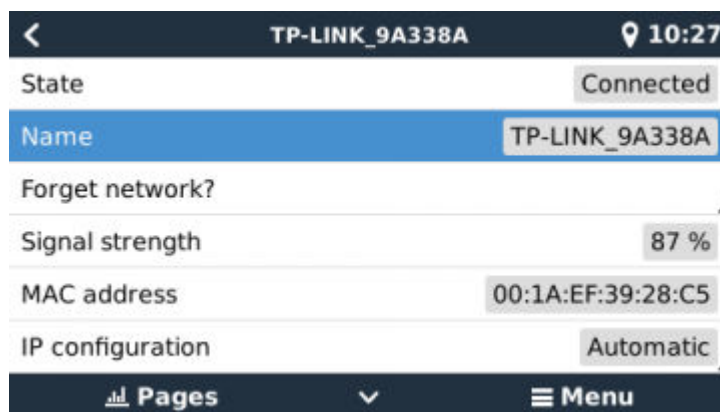 TP-LINK_9A338A 10:27
State Connected
Name TP-LINK_9A338A
Forget network?
Signal strength 87 %
MAC address 00:1A:EF:39:28:C5
IP configuration Automatic
Pages Menu